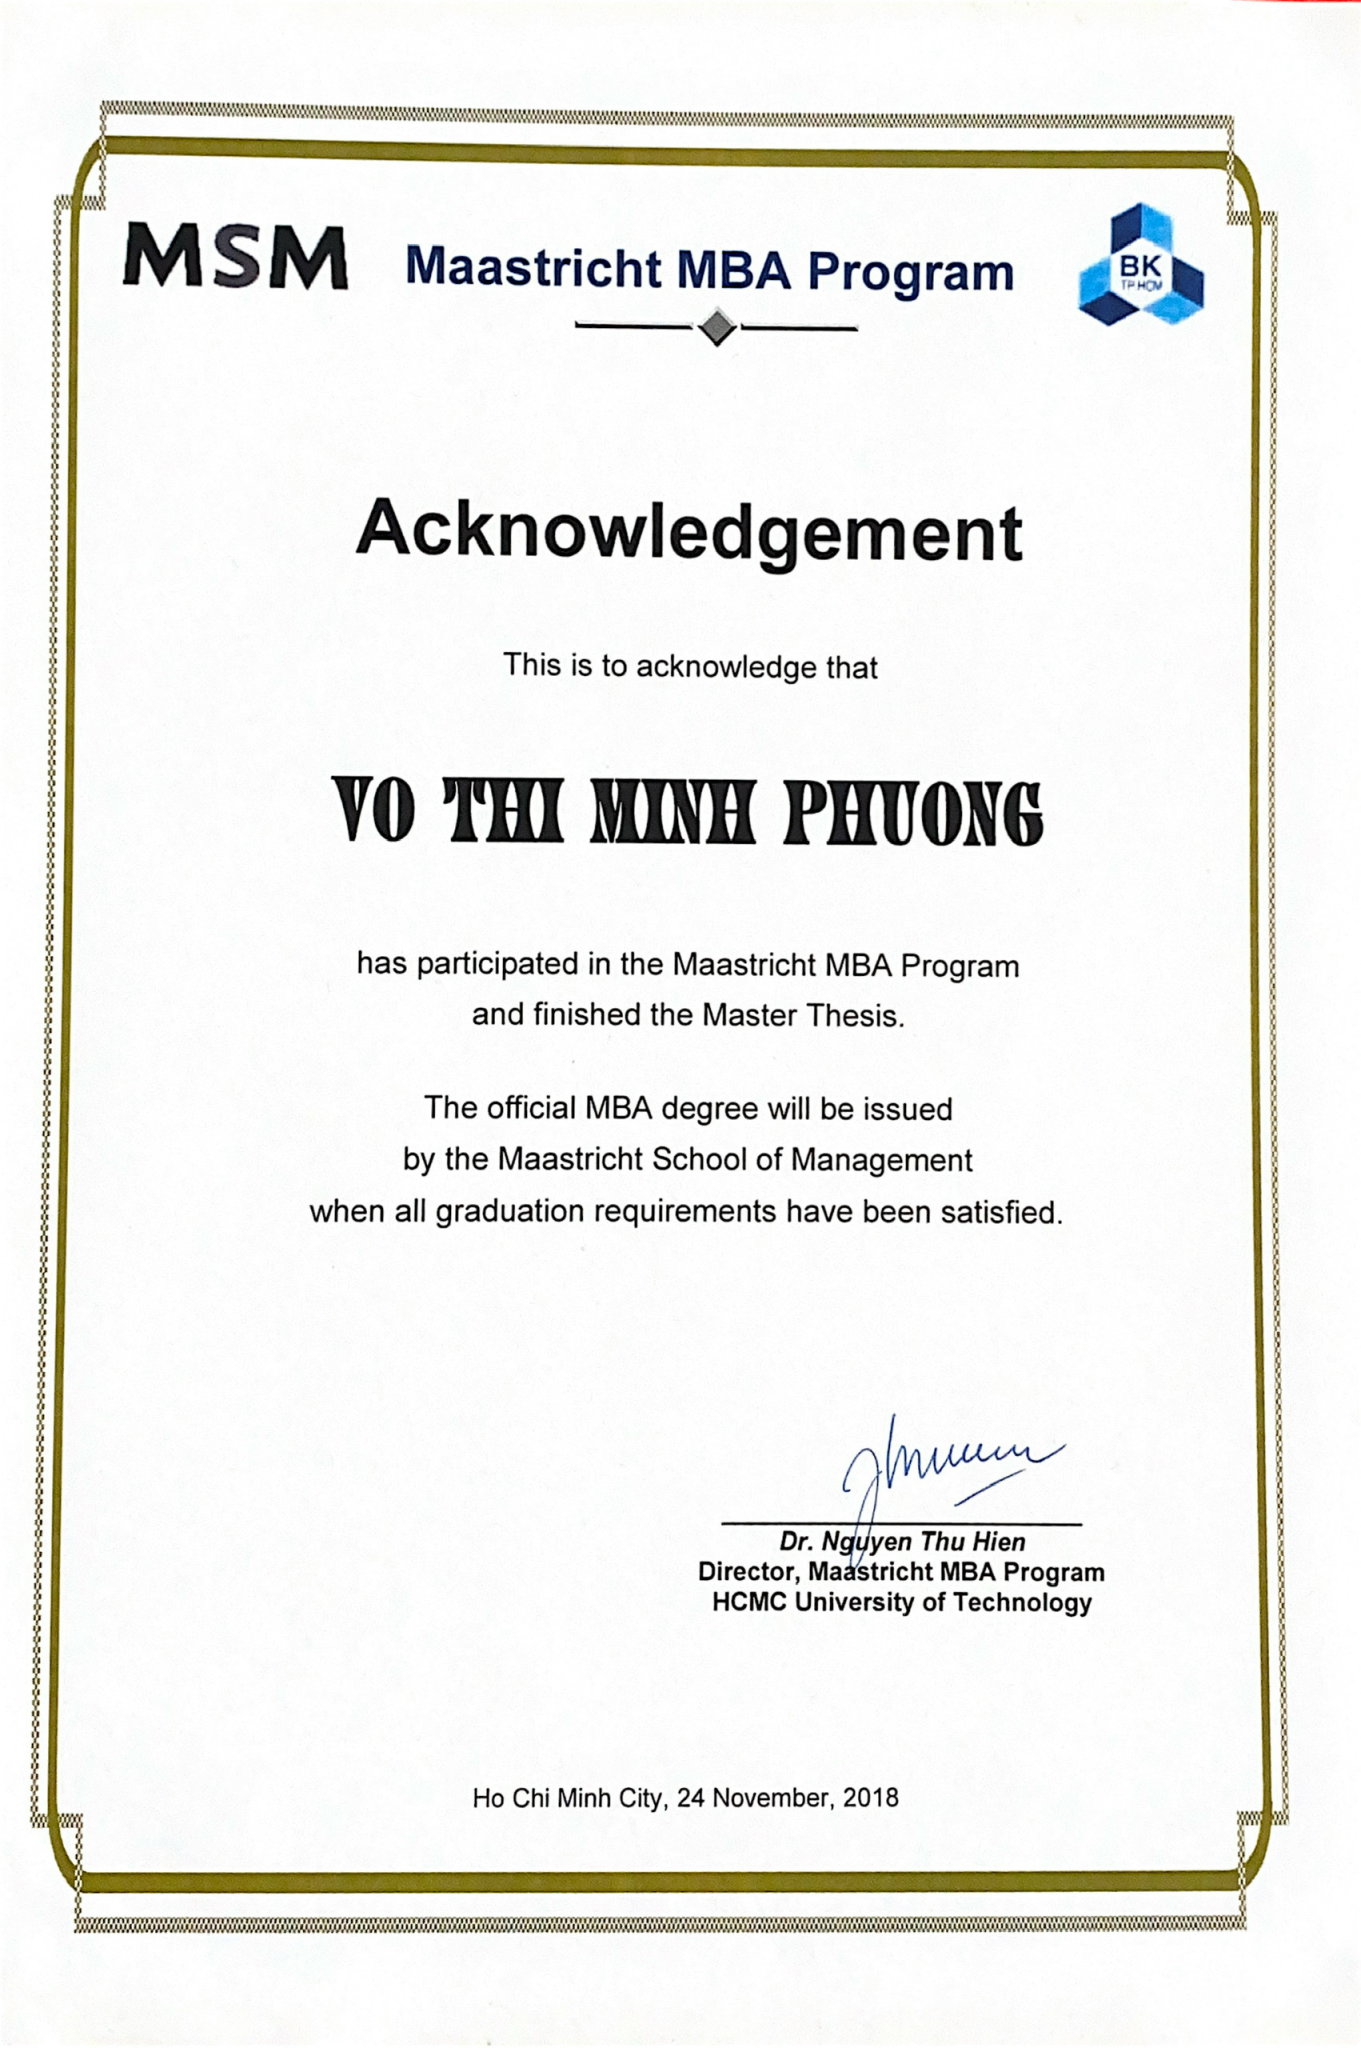 MSM
Maastricht MBA Program
BK
TP.HCM
Acknowledgement
This is to acknowledge that
VO THI MINH PHUONG
has participated in the Maastricht MBA Program
and finished the Master Thesis.
The official MBA degree will be issued
by the Maastricht School of Management
when all graduation requirements have been satisfied.
Dr. Nguyen Thu Hien
Director, Maastricht MBA Program
HCMC University of Technology
Ho Chi Minh City, 24 November, 2018